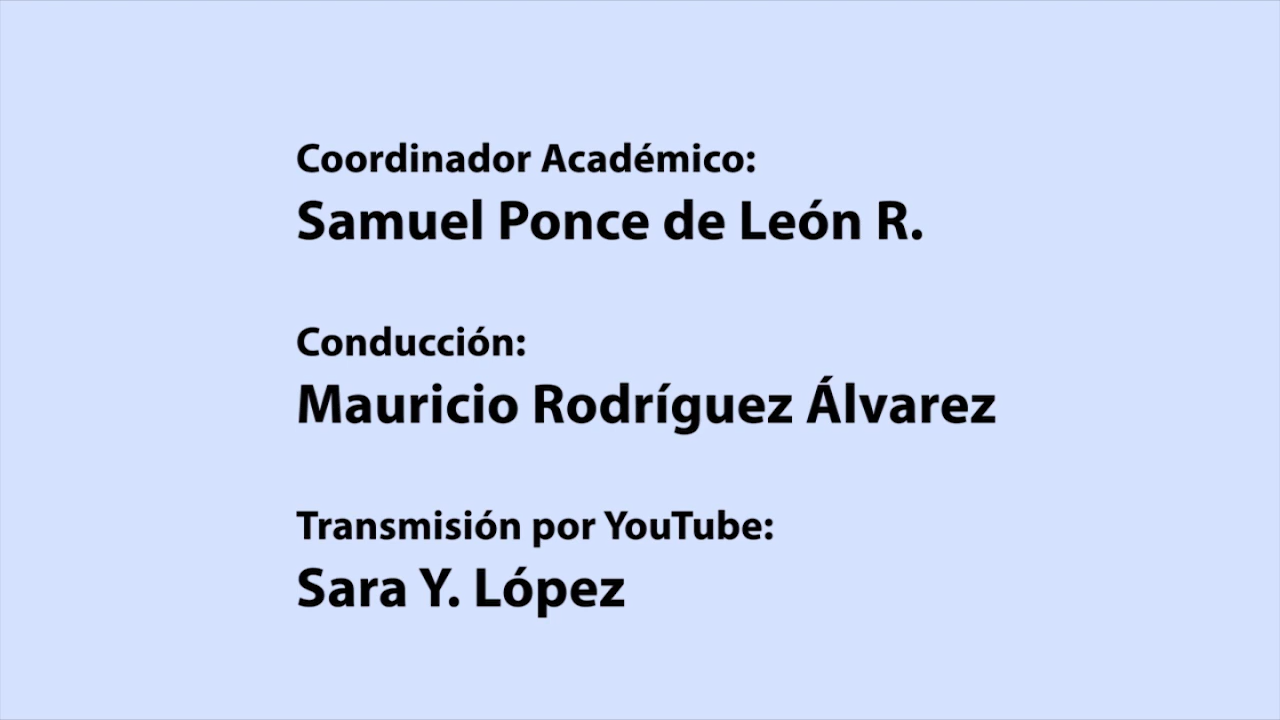 Coordinador Académico:
Samuel Ponce de León R.
Conducción:
Mauricio Rodríguez Álvarez
Transmisión por YouTube:
Sara Y. López